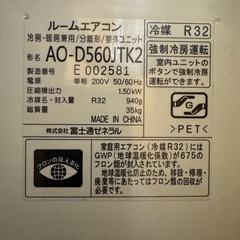 ルームエアコン
冷房・暖房兼用/分離形/室外ユニット
形名 AO-D560JTK2
製造番号 E 002581
電源 単相 200V 50/60Hz
圧縮機出力 1.50kW
冷媒名・封入量 R32 940g
総質量 35kg
MADE IN CHINA
株式会社 富士通ゼネラル
フロンの見える化
家庭用エアコン(冷媒R32)には
GWP(地球温暖化係数)が675の
フロン類が封入されています。
地球温暖化防止のため、移設・修理
・廃棄等にあたってはフロン類の
回収が必要です。
冷媒 R32
強制冷房運転
室内ユニットの
ボタンで強制冷房
運転ができます。
>PET<